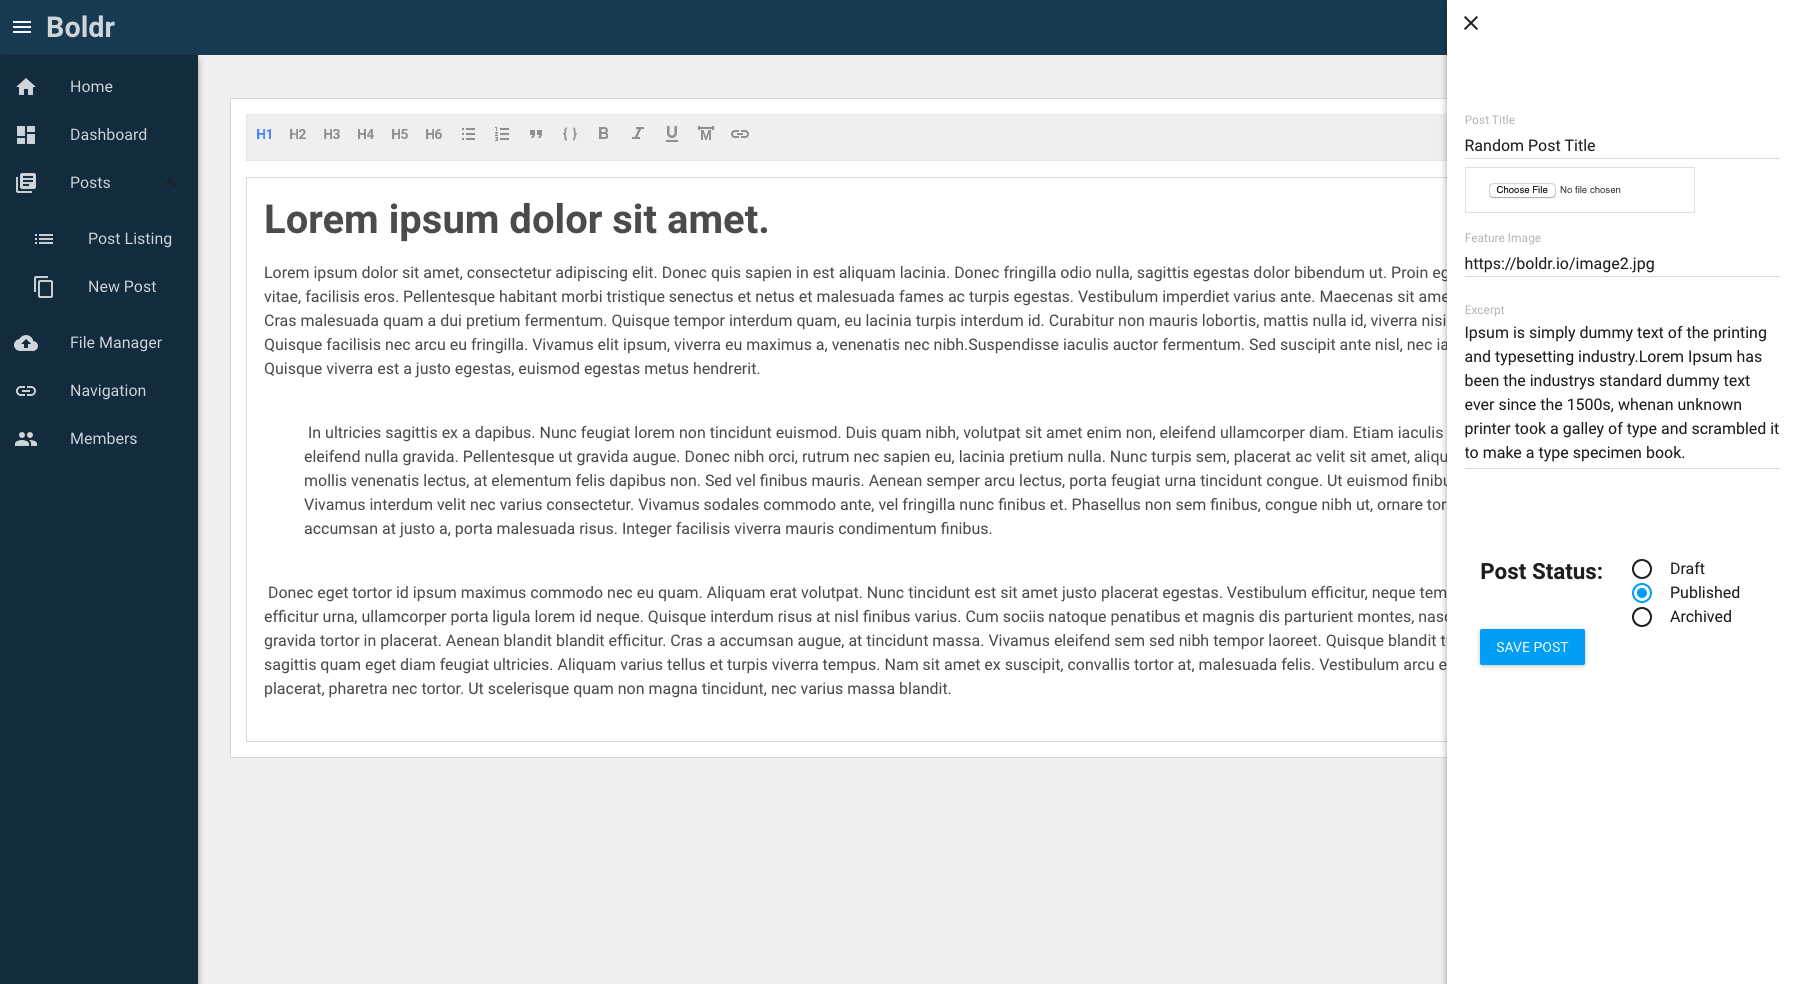 Boldr
Home
Dashboard
Posts
Post Listing
New Post
File Manager
Navigation
Members
H1 H2 H3 H4 H5 H6 B I U M
Lorem ipsum dolor sit amet.
Lorem ipsum dolor sit amet, consectetur adipiscing elit. Donec quis sapien in est aliquam lacinia. Donec fringilla odio nulla, sagittis egestas dolor bibendum ut. Proin eg
vitae, facilisis eros. Pellentesque habitant morbi tristique senectus et netus et malesuada fames ac turpis egestas. Vestibulum imperdiet varius ante. Maecenas sit ame
Cras malesuada quam a dui pretium fermentum. Quisque tempor interdum quam, eu lacinia turpis interdum id. Curabitur non mauris lobortis, mattis nulla id, viverra nisi
Quisque facilisis nec arcu eu fringilla. Vivamus elit ipsum, viverra eu maximus a, venenatis nec nibh.Suspendisse iaculis auctor fermentum. Sed suscipit ante nisl, nec ia
Quisque viverra est a justo egestas, euismod egestas metus hendrerit.
In ultricies sagittis ex a dapibus. Nunc feugiat lorem non tincidunt euismod. Duis quam nibh, volutpat sit amet enim non, eleifend ullamcorper diam. Etiam iaculis
eleifend nulla gravida. Pellentesque ut gravida augue. Donec nibh orci, rutrum nec sapien eu, lacinia pretium nulla. Nunc turpis sem, placerat ac velit sit amet, aliqu
mollis venenatis lectus, at elementum felis dapibus non. Sed vel finibus mauris. Aenean semper arcu lectus, porta feugiat urna tincidunt congue. Ut euismod finibu
Vivamus interdum velit nec varius consectetur. Vivamus sodales commodo ante, vel fringilla nunc finibus et. Phasellus non sem finibus, congue nibh ut, ornare tor
accumsan at justo a, porta malesuada risus. Integer facilisis viverra mauris condimentum finibus.
Donec eget tortor id ipsum maximus commodo nec eu quam. Aliquam erat volutpat. Nunc tincidunt est sit amet justo placerat egestas. Vestibulum efficitur, neque tem
efficitur urna, ullamcorper porta ligula lorem id neque. Quisque interdum risus at nisl finibus varius. Cum sociis natoque penatibus et magnis dis parturient montes, nasc
gravida tortor in placerat. Aenean blandit blandit efficitur. Cras a accumsan augue, at tincidunt massa. Vivamus eleifend sem sed nibh tempor laoreet. Quisque blandit t
sagittis quam eget diam feugiat ultricies. Aliquam varius tellus et turpis viverra tempus. Nam sit amet ex suscipit, convallis tortor at, malesuada felis. Vestibulum arcu e
placerat, pharetra nec tortor. Ut scelerisque quam non magna tincidunt, nec varius massa blandit.
Post Title
Random Post Title
Choose File No file chosen
Feature Image
https://boldr.io/image2.jpg
Excerpt
Ipsum is simply dummy text of the printing
and typesetting industry.Lorem Ipsum has
been the industrys standard dummy text
ever since the 1500s, whenan unknown
printer took a galley of type and scrambled it
to make a type specimen book.
Post Status:
Draft
Published
Archived
SAVE POST